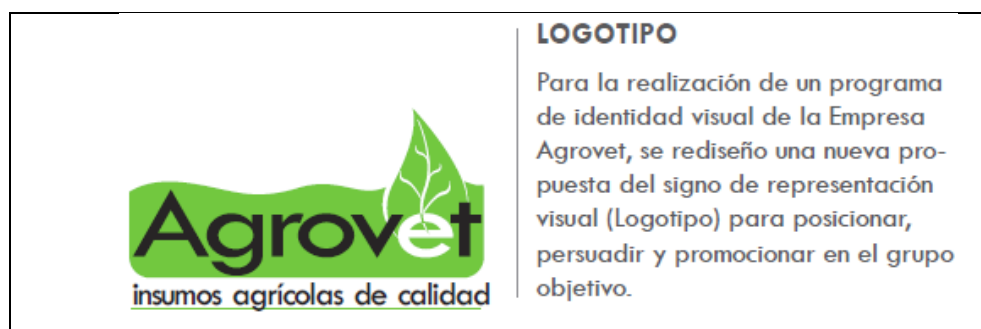 Agrovet
insumos agrícolas de calidad
LOGOTIPO
Para la realización de un programa
de identidad visual de la Empresa
Agrovet, se rediseño una nueva pro-
puesta del signo de representación
visual (Logotipo) para posicionar,
persuadir y promocionar en el grupo
objetivo.